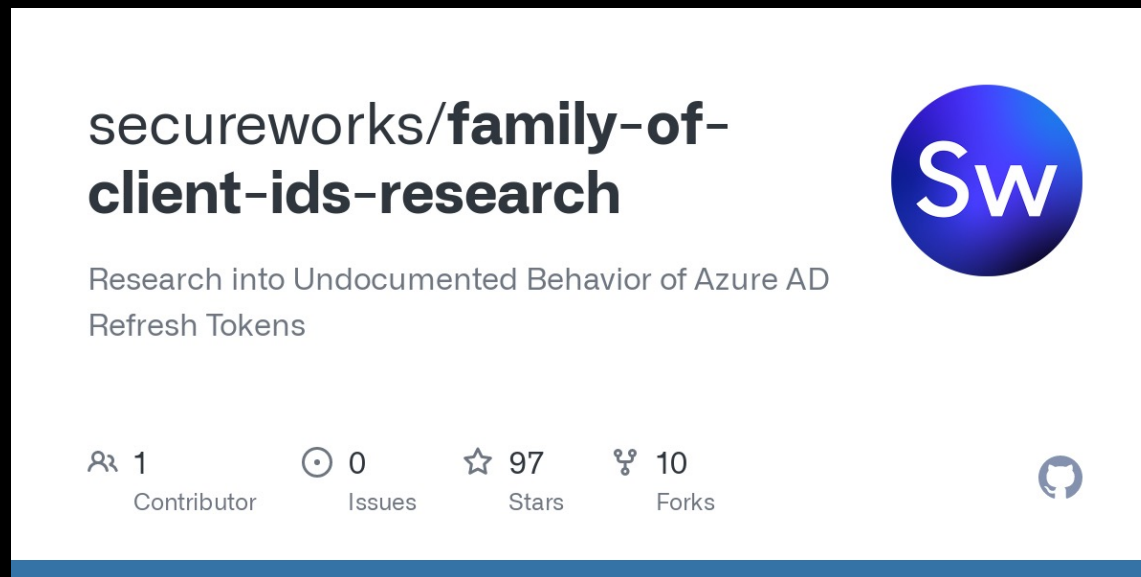 secureworks/family-of-
client-ids-research
Sw
Research into Undocumented Behavior of Azure AD
Refresh Tokens
1
Contributor
0
Issues
97
Stars
10
Forks